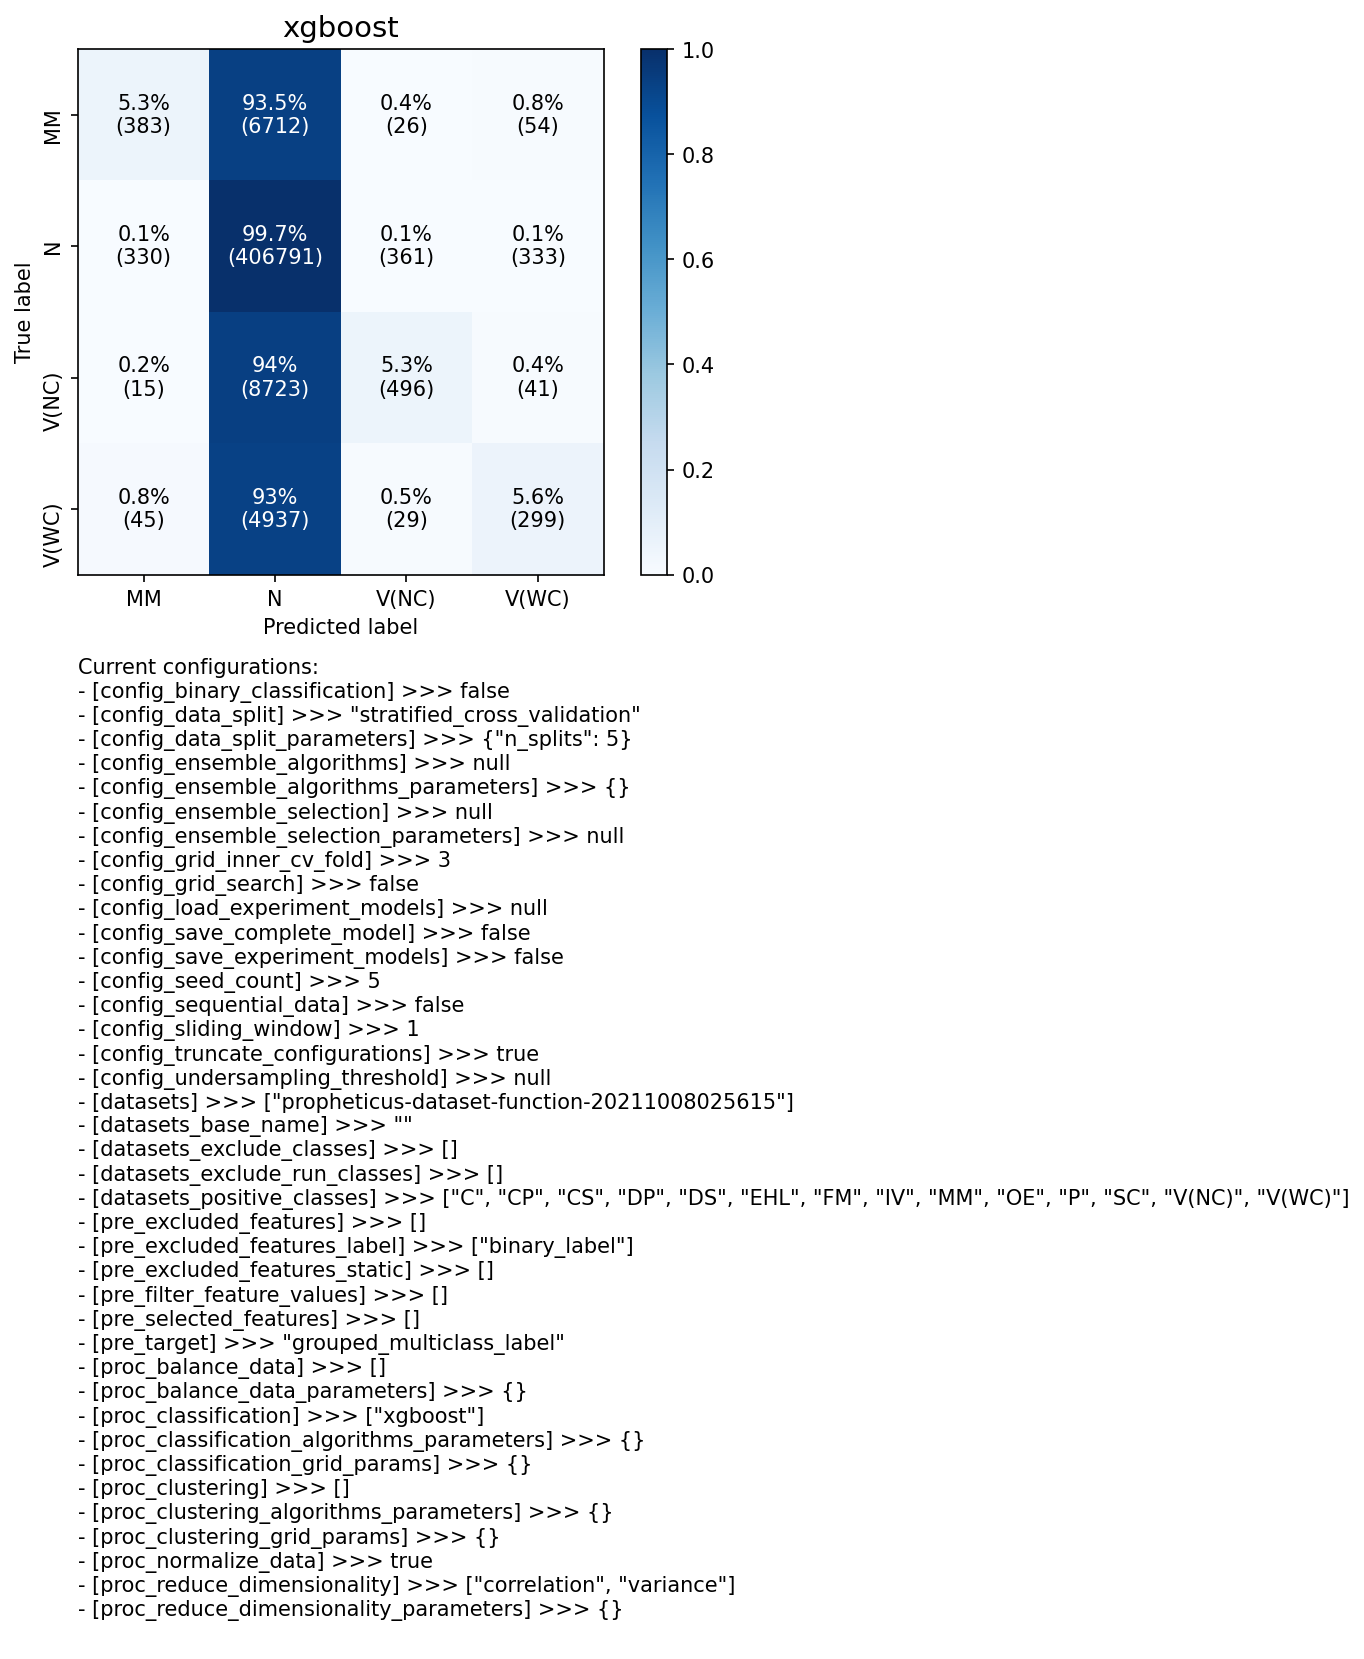 xgboost
5.3% 93.5% 0.4% 0.8%
(383) (6712) (26) (54)
MM
0.1% 99.7% 0.1% 0.1%
(330) (406791) (361) (333)
N
0.2% 94% 5.3% 0.4%
(15) (8723) (496) (41)
V(NC)
0.8% 93% 0.5% 5.6%
(45) (4937) (29) (299)
V(WC)
True label
MM N V(NC) V(WC)
Predicted label
1.0
0.8
0.6
0.4
0.2
0.0
Current configurations:
- [config_binary_classification] >>> false
- [config_data_split] >>> "stratified_cross_validation"
- [config_data_split_parameters] >>> {"n_splits": 5}
- [config_ensemble_algorithms] >>> null
- [config_ensemble_algorithms_parameters] >>> {}
- [config_ensemble_selection] >>> null
- [config_ensemble_selection_parameters] >>> null
- [config_grid_inner_cv_fold] >>> 3
- [config_grid_search] >>> false
- [config_load_experiment_models] >>> null
- [config_save_complete_model] >>> false
- [config_save_experiment_models] >>> false
- [config_seed_count] >>> 5
- [config_sequential_data] >>> false
- [config_sliding_window] >>> 1
- [config_truncate_configurations] >>> true
- [config_undersampling_threshold] >>> null
- [datasets] >>> ["propheticus-dataset-function-20211008025615"]
- [datasets_base_name] >>> ""
- [datasets_exclude_classes] >>> []
- [datasets_exclude_run_classes] >>> []
- [datasets_positive_classes] >>> ["C", "CP", "CS", "DP", "DS", "EHL", "FM", "IV", "MM", "OE", "P", "SC", "V(NC)", "V(WC)"]
- [pre_excluded_features] >>> []
- [pre_excluded_features_label] >>> ["binary_label"]
- [pre_excluded_features_static] >>> []
- [pre_filter_feature_values] >>> []
- [pre_selected_features] >>> []
- [pre_target] >>> "grouped_multiclass_label"
- [proc_balance_data] >>> []
- [proc_balance_data_parameters] >>> {}
- [proc_classification] >>> ["xgboost"]
- [proc_classification_algorithms_parameters] >>> {}
- [proc_classification_grid_params] >>> {}
- [proc_clustering] >>> []
- [proc_clustering_algorithms_parameters] >>> {}
- [proc_clustering_grid_params] >>> {}
- [proc_normalize_data] >>> true
- [proc_reduce_dimensionality] >>> ["correlation", "variance"]
- [proc_reduce_dimensionality_parameters] >>> {}